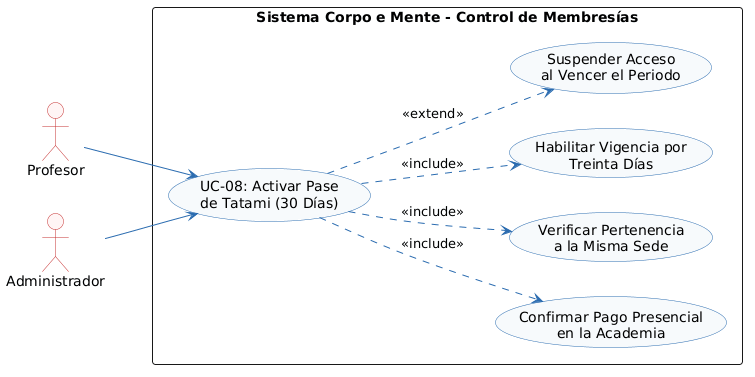 Sistema Corpo e Mente - Control de Membresías
Suspender Acceso
al Vencer el Periodo
«extend»
Profesor
Habilitar Vigencia por
Treinta Días
«include»
UC-08: Activar Pase
de Tatami (30 Días)
«include»
Verificar Pertenencia
a la Misma Sede
«include»
Administrador
Confirmar Pago Presencial
en la Academia